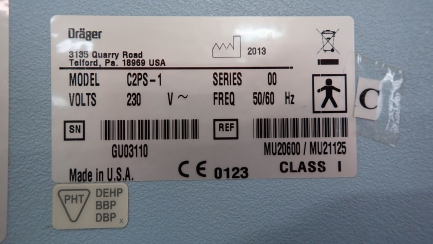 Dräger
3135 Quarry Road
Telford, Pa. 18969 USA
2013
MODEL C2PS-1 SERIES 00
VOLTS 230 V ~ FREQ 50/60 Hz
C
SN REF
GU03110 MU20600 / MU21125
Made in U.S.A. CE 0123 CLASS I
PHT DEHP
BBP
DBP x